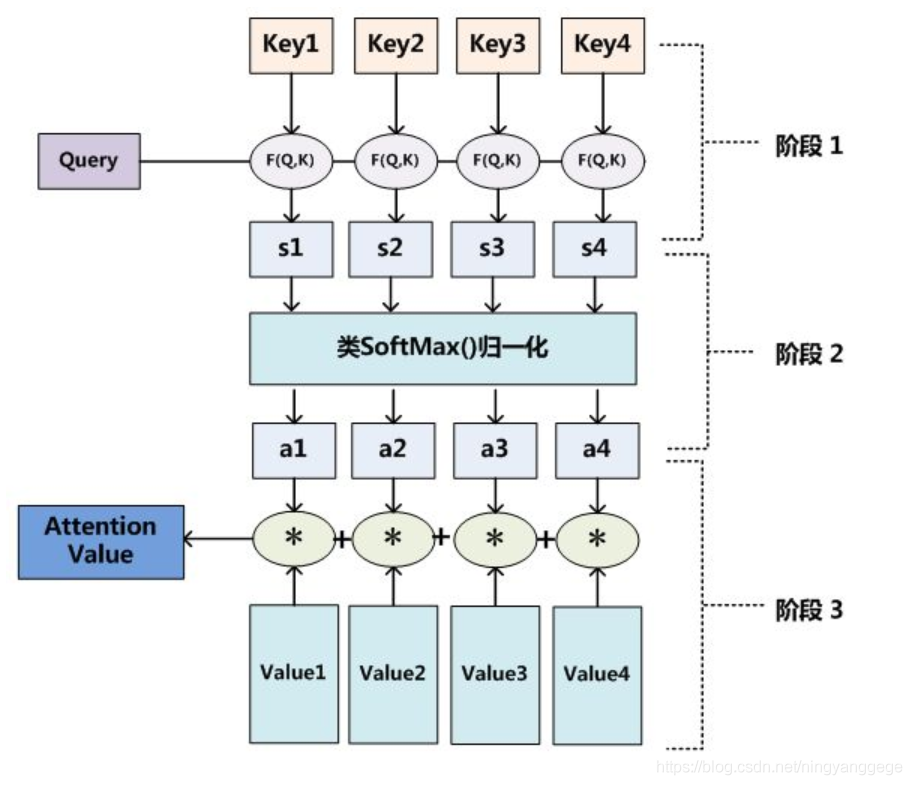 Key1 Key2 Key3 Key4
Query F(Q,K) F(Q,K) F(Q,K) F(Q,K) 阶段 1
s1 s2 s3 s4
类SoftMax()归一化 阶段 2
a1 a2 a3 a4
Attention
Value
* + * + * + *
阶段 3
Value1 Value2 Value3 Value4
https://blog.csdn.net/ningyanggege